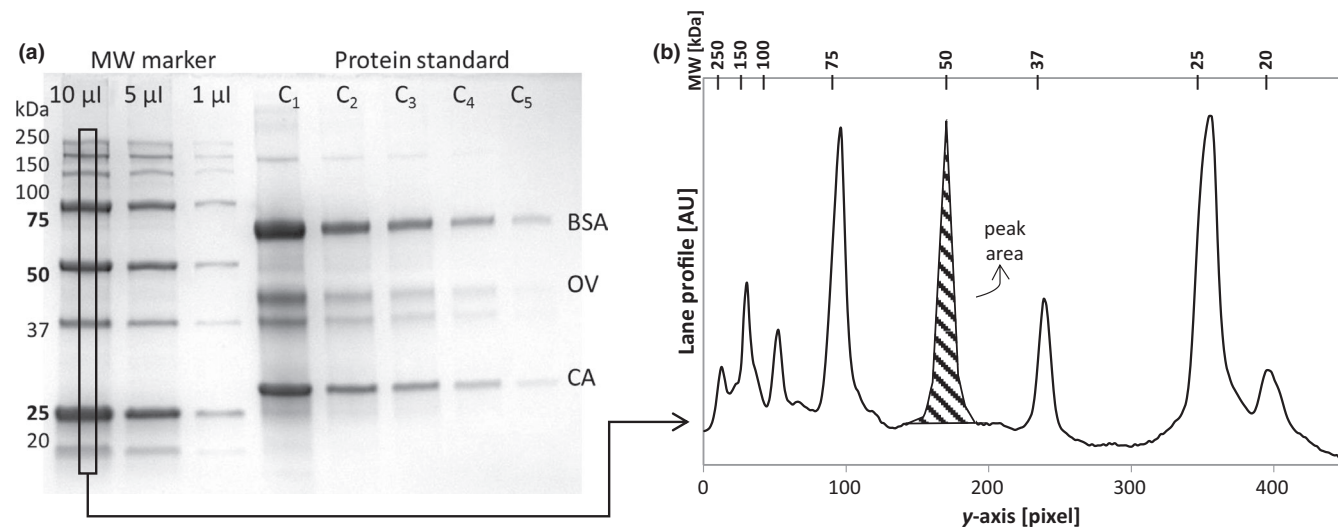 (a)
MW marker Protein standard
10 µl 5 µl 1 µl C₁ C₂ C₃ C₄ C₅
kDa
250
150
100
75
50
37
25
20
BSA
OV
CA
(b)
MW [kDa]
250 150 100 75 50 37 25 20
Lane profile [AU]
peak
area
0 100 200 300 400
y-axis [pixel]